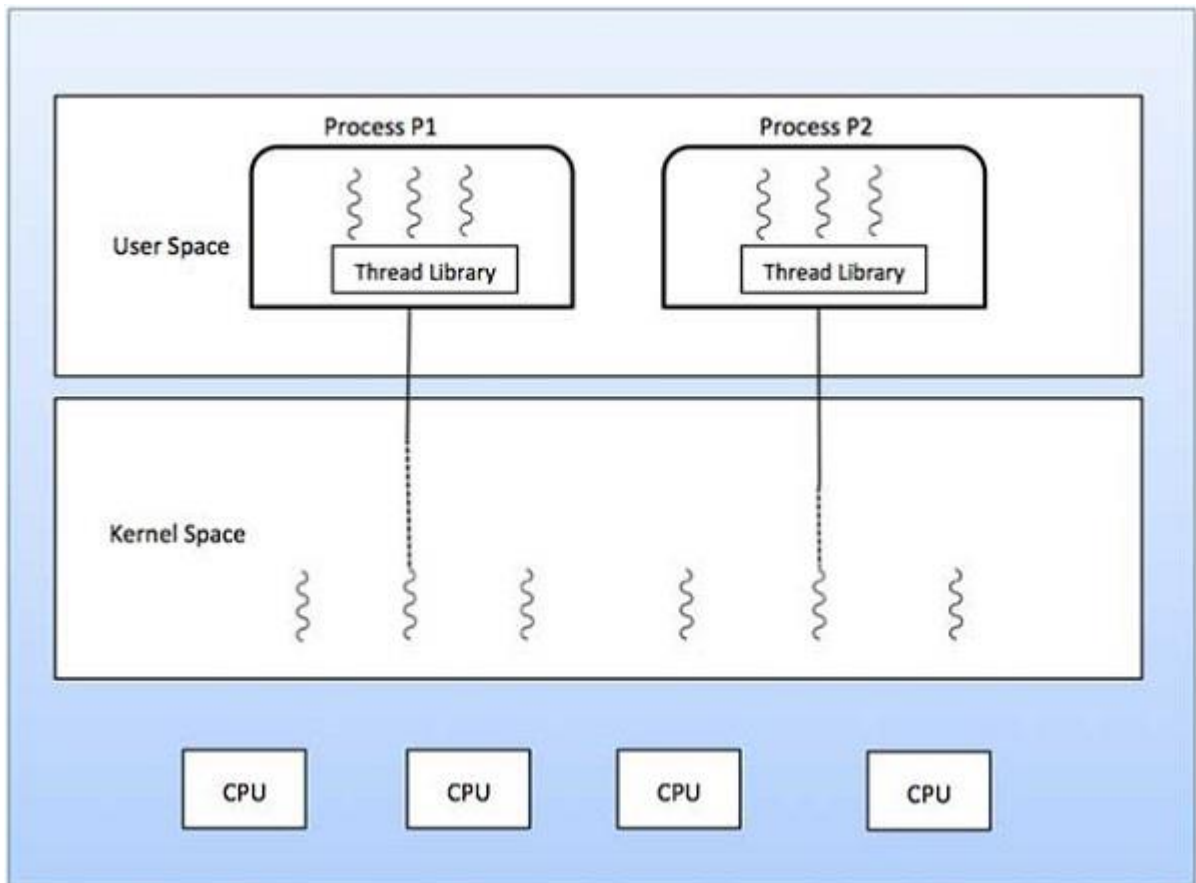 Process P1
Process P2
User Space
Thread Library
Thread Library
Kernel Space
CPU
CPU
CPU
CPU